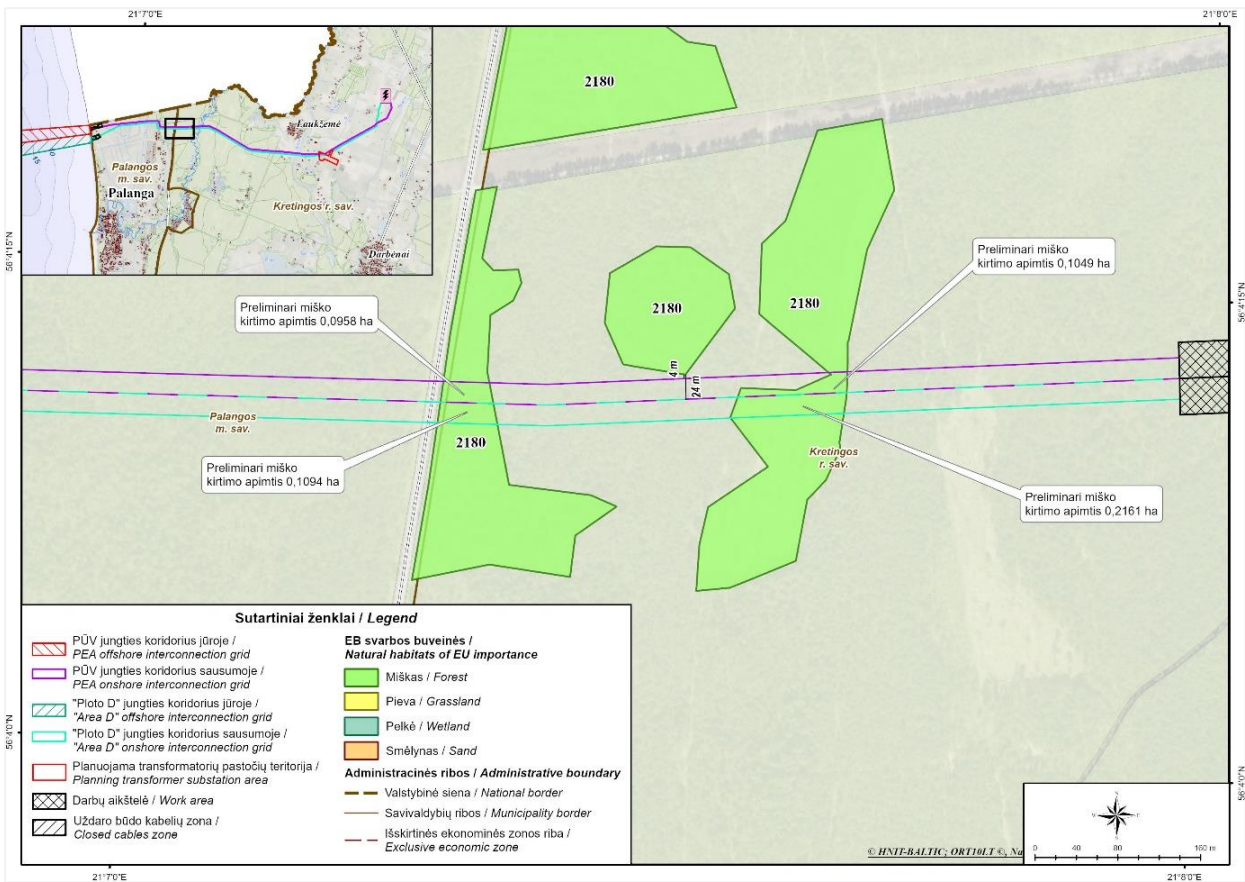 21°7'0"E
21°8'0"E
Laukžemė
Palangos
m. sav.
Palanga
Kretingos r. sav.
Darbėnai
10
15
56°4'15"N
56°4'15"N
2180
2180
2180
Preliminari miško
kirtimo apimtis 0,1049 ha
Preliminari miško
kirtimo apimtis 0,0958 ha
4 m
24 m
Palangos
m. sav.
2180
Kretingos
r. sav.
Preliminari miško
kirtimo apimtis 0,1094 ha
Preliminari miško
kirtimo apimtis 0,2161 ha
56°4'0"N
56°4'0"N
Sutartiniai ženklai / Legend
PŪV jungties koridorius jūroje /
PEA offshore interconnection grid
PŪV jungties koridorius sausumoje /
PEA onshore interconnection grid
"Ploto D" jungties koridorius jūroje /
"Area D" offshore interconnection grid
"Ploto D" jungties koridorius sausumoje /
"Area D" onshore interconnection grid
Planuojama transformatorių pastočių teritorija /
Planning transformer substation area
Darbų aikštelė / Work area
Uždaro būdo kabelių zona /
Closed cables zone
EB svarbos buveinės /
Natural habitats of EU importance
Miškas / Forest
Pieva / Grassland
Pelkė / Wetland
Smėlynas / Sand
Administracinės ribos / Administrative boundary
Valstybinė siena / National border
Savivaldybių ribos / Municipality border
Išskirtinės ekonominės zonos riba /
Exclusive economic zone
© HNIT-BALTIC; ORT10LT ©, Na
N
E
S
W
0 40 80 160 m
21°7'0"E
21°8'0"E